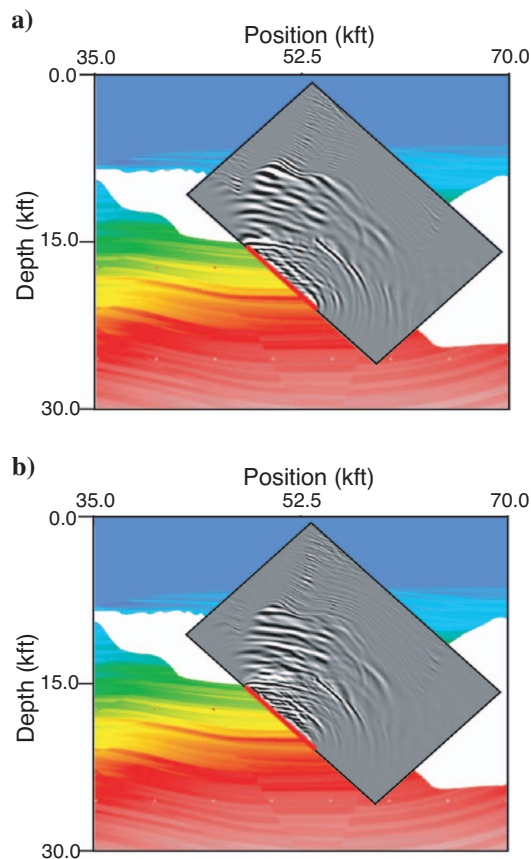 a)
Position (kft)
35.0 52.5 70.0
0.0
15.0
30.0
Depth (kft)
b)
Position (kft)
35.0 52.5 70.0
0.0
15.0
30.0
Depth (kft)